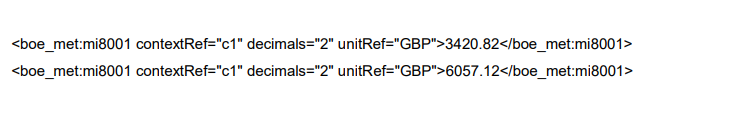 <boe_met:mi8001 contextRef="c1" decimals="2" unitRef="GBP">3420.82</boe_met:mi8001>
<boe_met:mi8001 contextRef="c1" decimals="2" unitRef="GBP">6057.12</boe_met:mi8001>